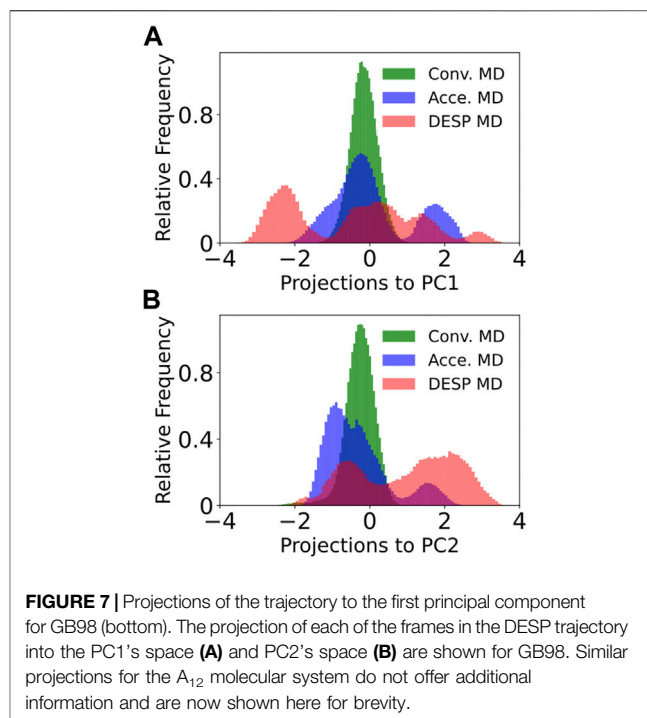 A
Relative Frequency
0.8
0.4
0
Conv. MD
Acce. MD
DESP MD
−4 −2 0 2 4
Projections to PC1
B
Relative Frequency
0.8
0.4
0
Conv. MD
Acce. MD
DESP MD
−4 −2 0 2 4
Projections to PC2
FIGURE 7 | Projections of the trajectory to the first principal component
for GB98 (bottom). The projection of each of the frames in the DESP trajectory
into the PC1's space (A) and PC2's space (B) are shown for GB98. Similar
projections for the A₁₂ molecular system do not offer additional
information and are now shown here for brevity.